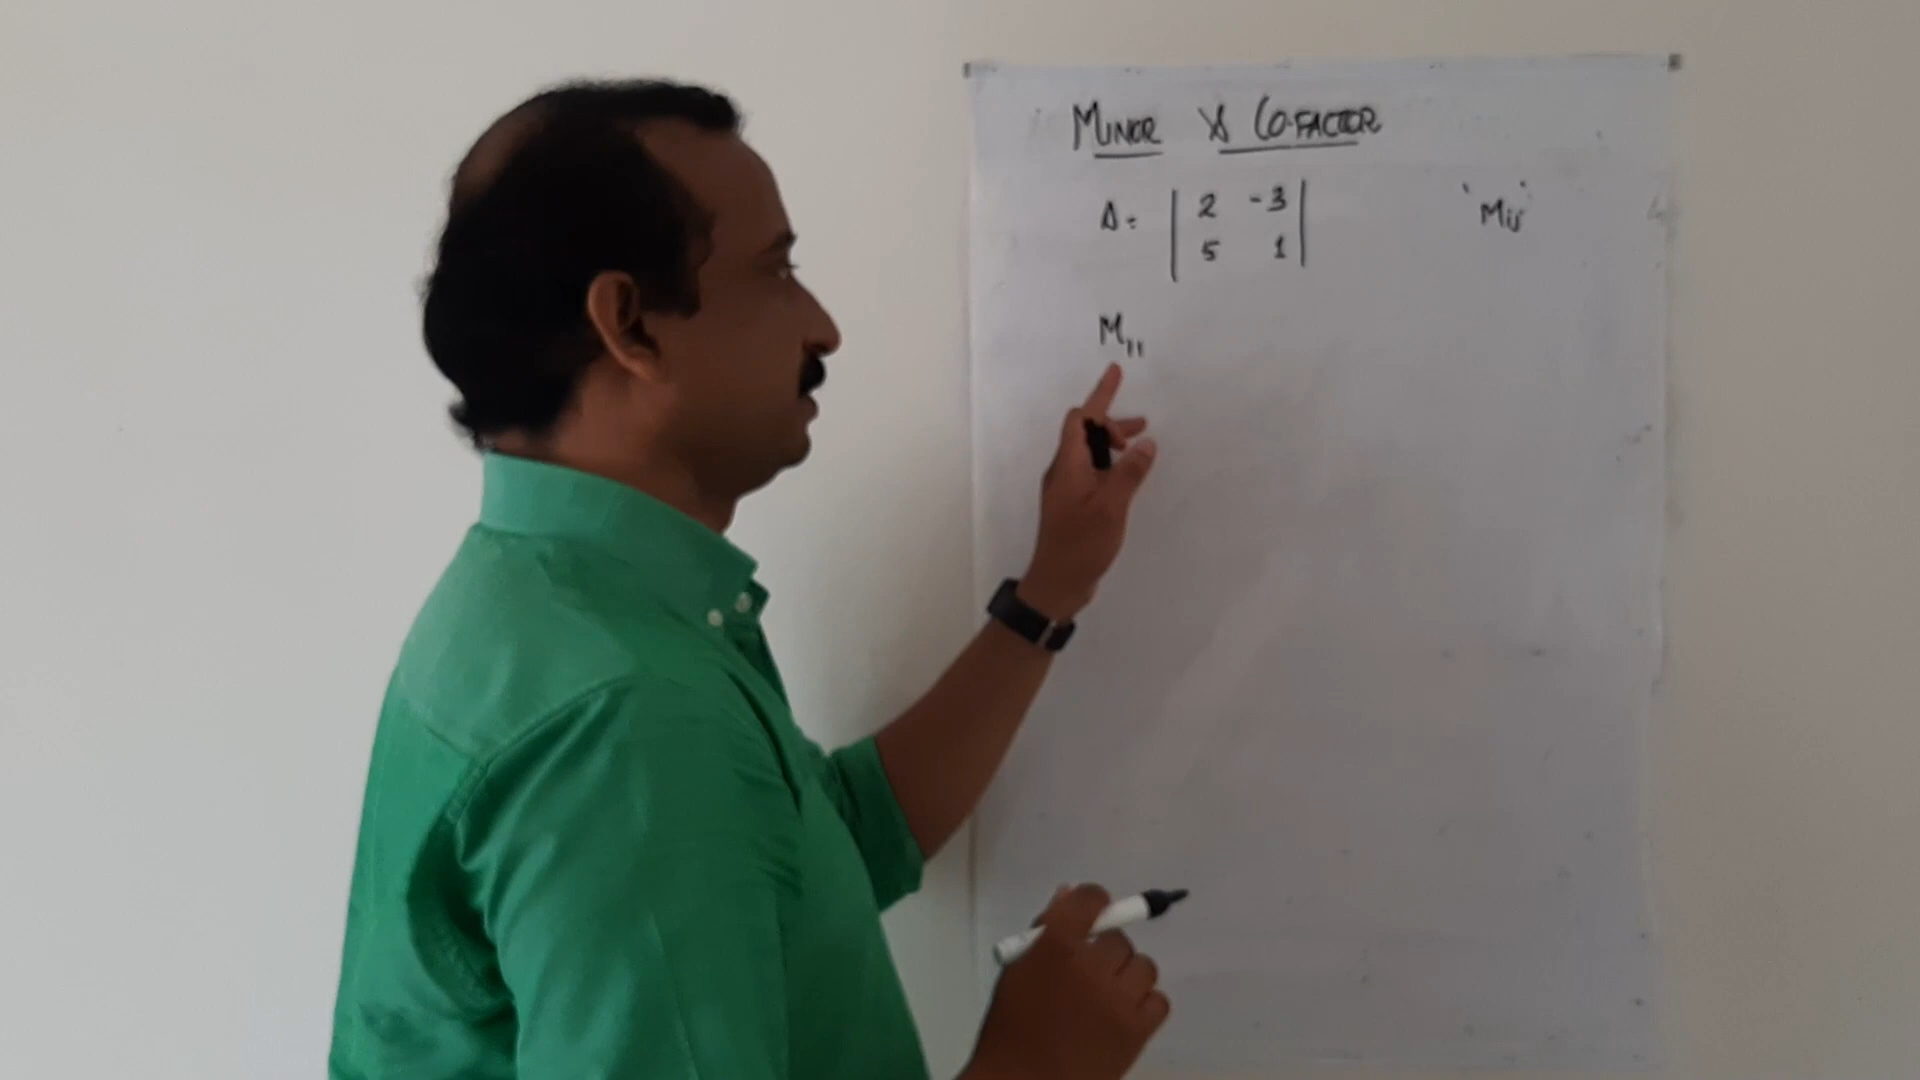 MINOR & CO-FACTOR
Δ = | 2 -3 |
| 5 1 |
'Mij'
M₁₁